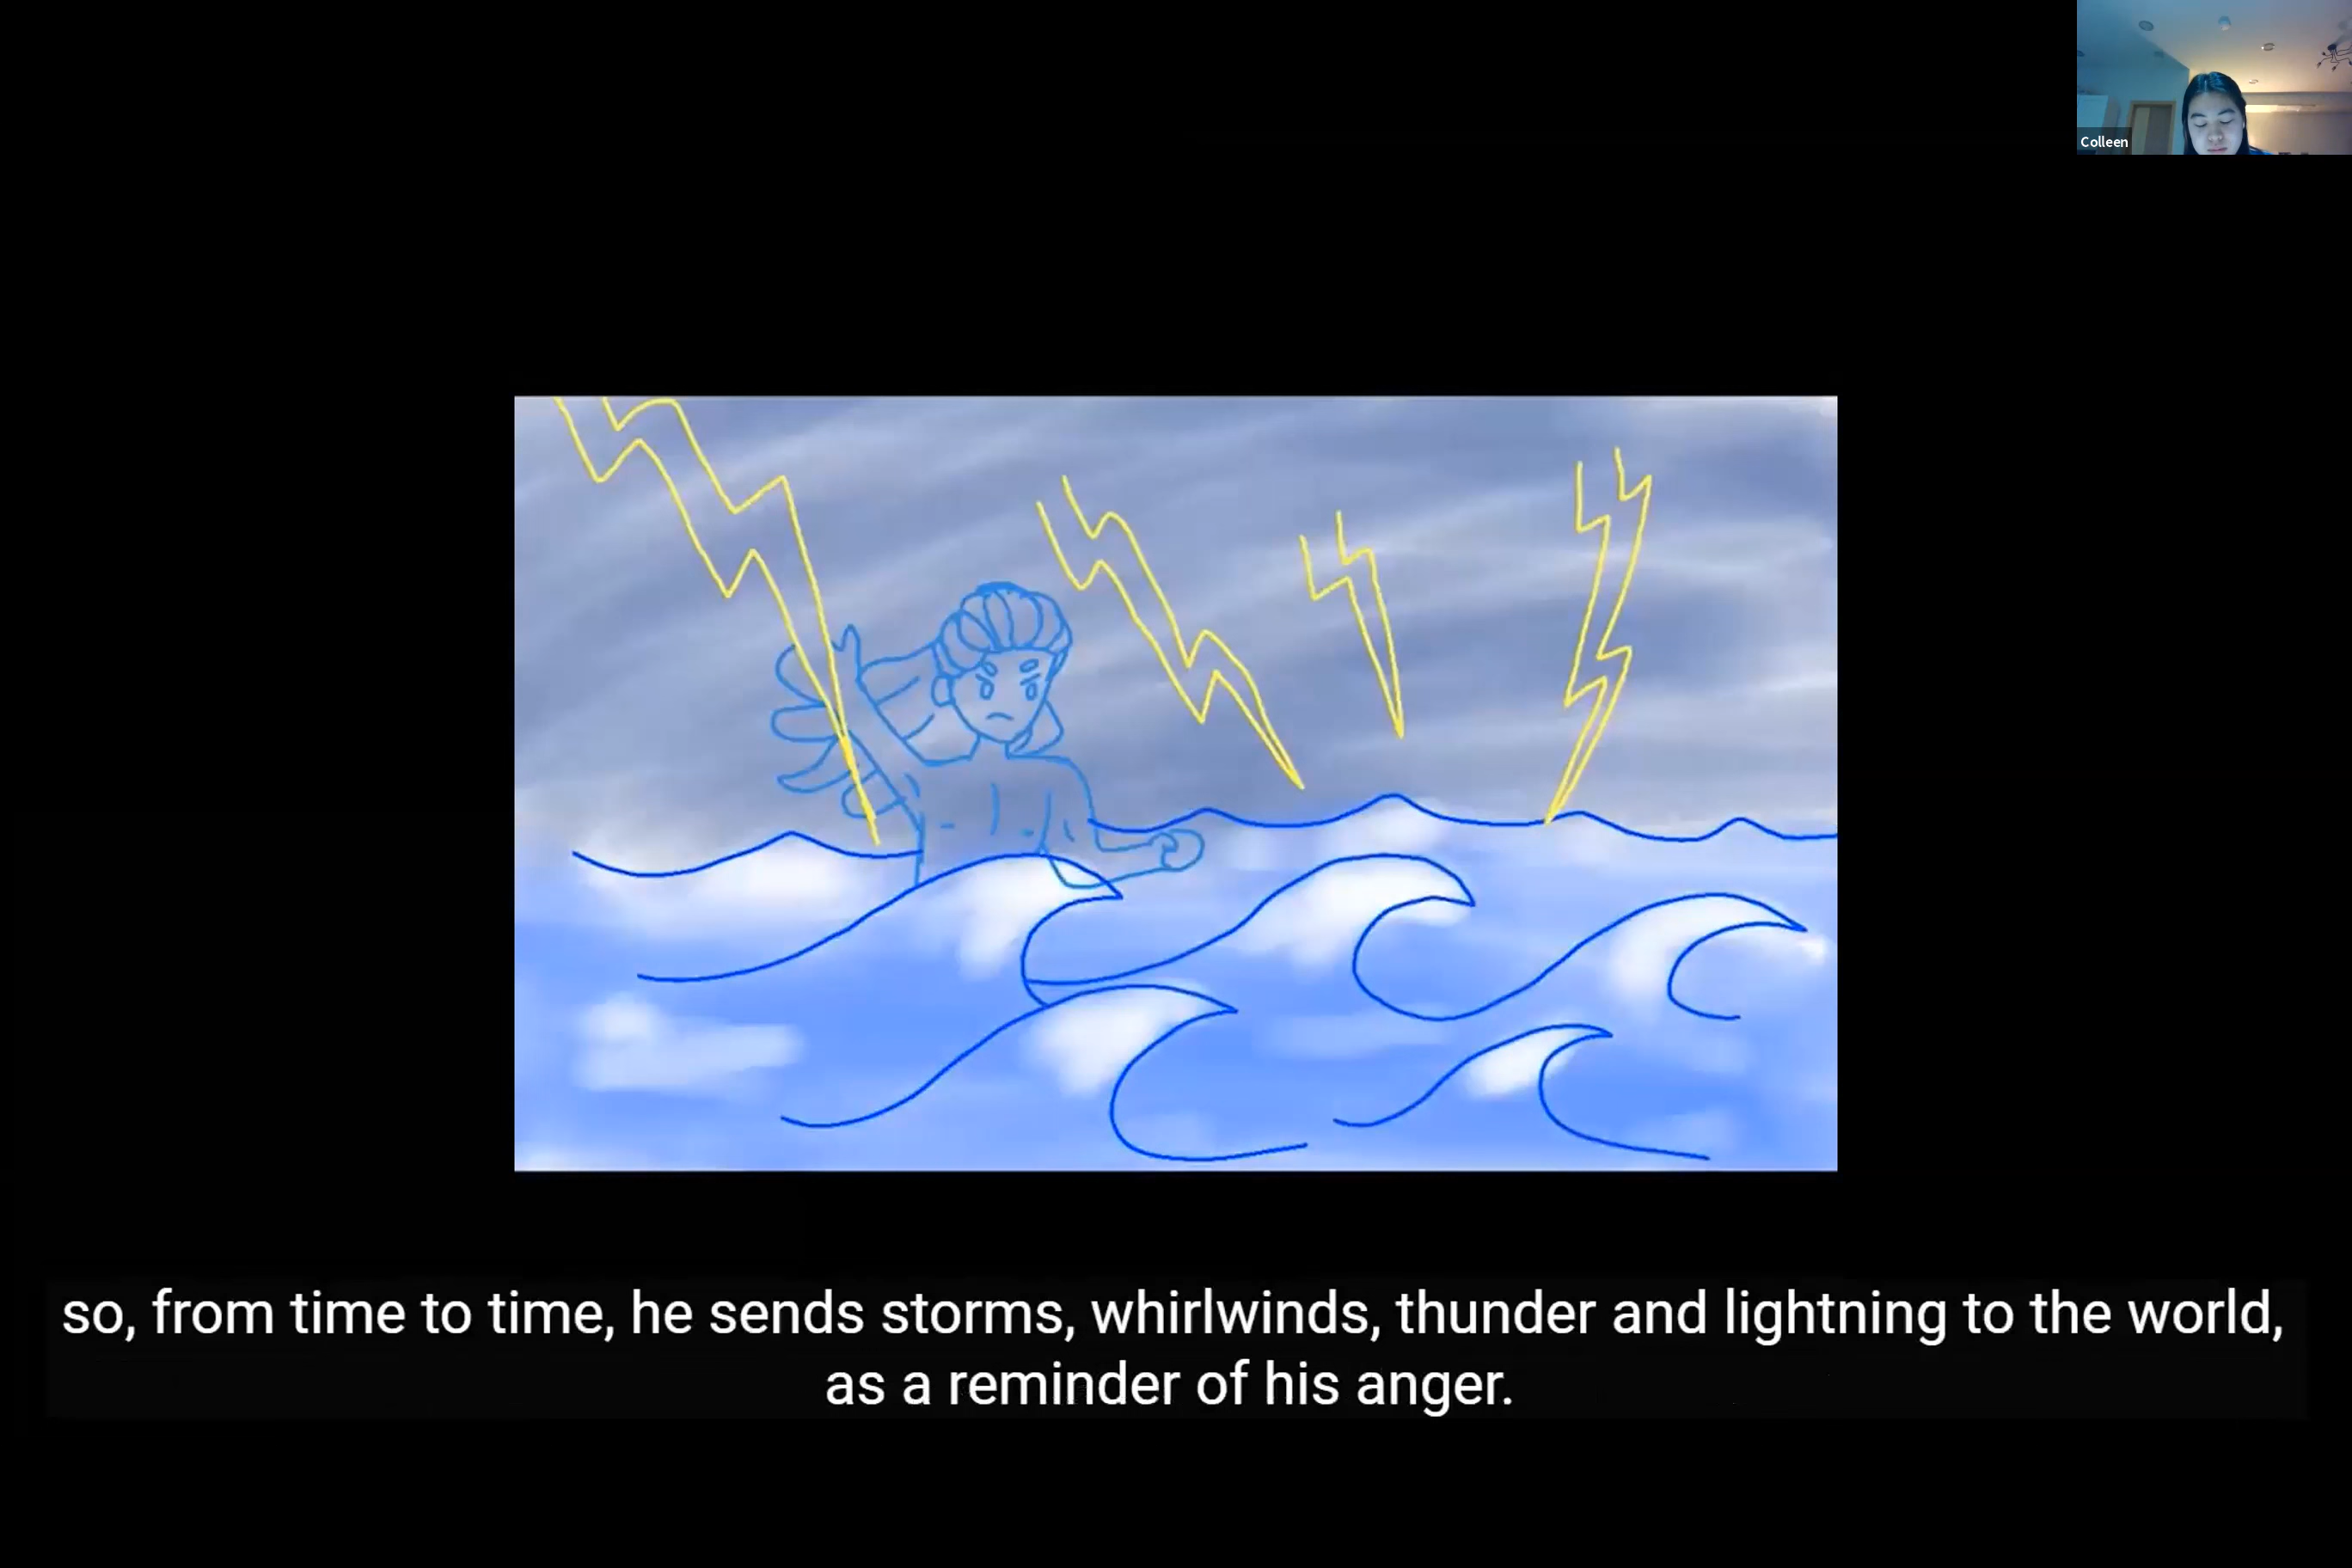 Colleen
so, from time to time, he sends storms, whirlwinds, thunder and lightning to the world,
as a reminder of his anger.